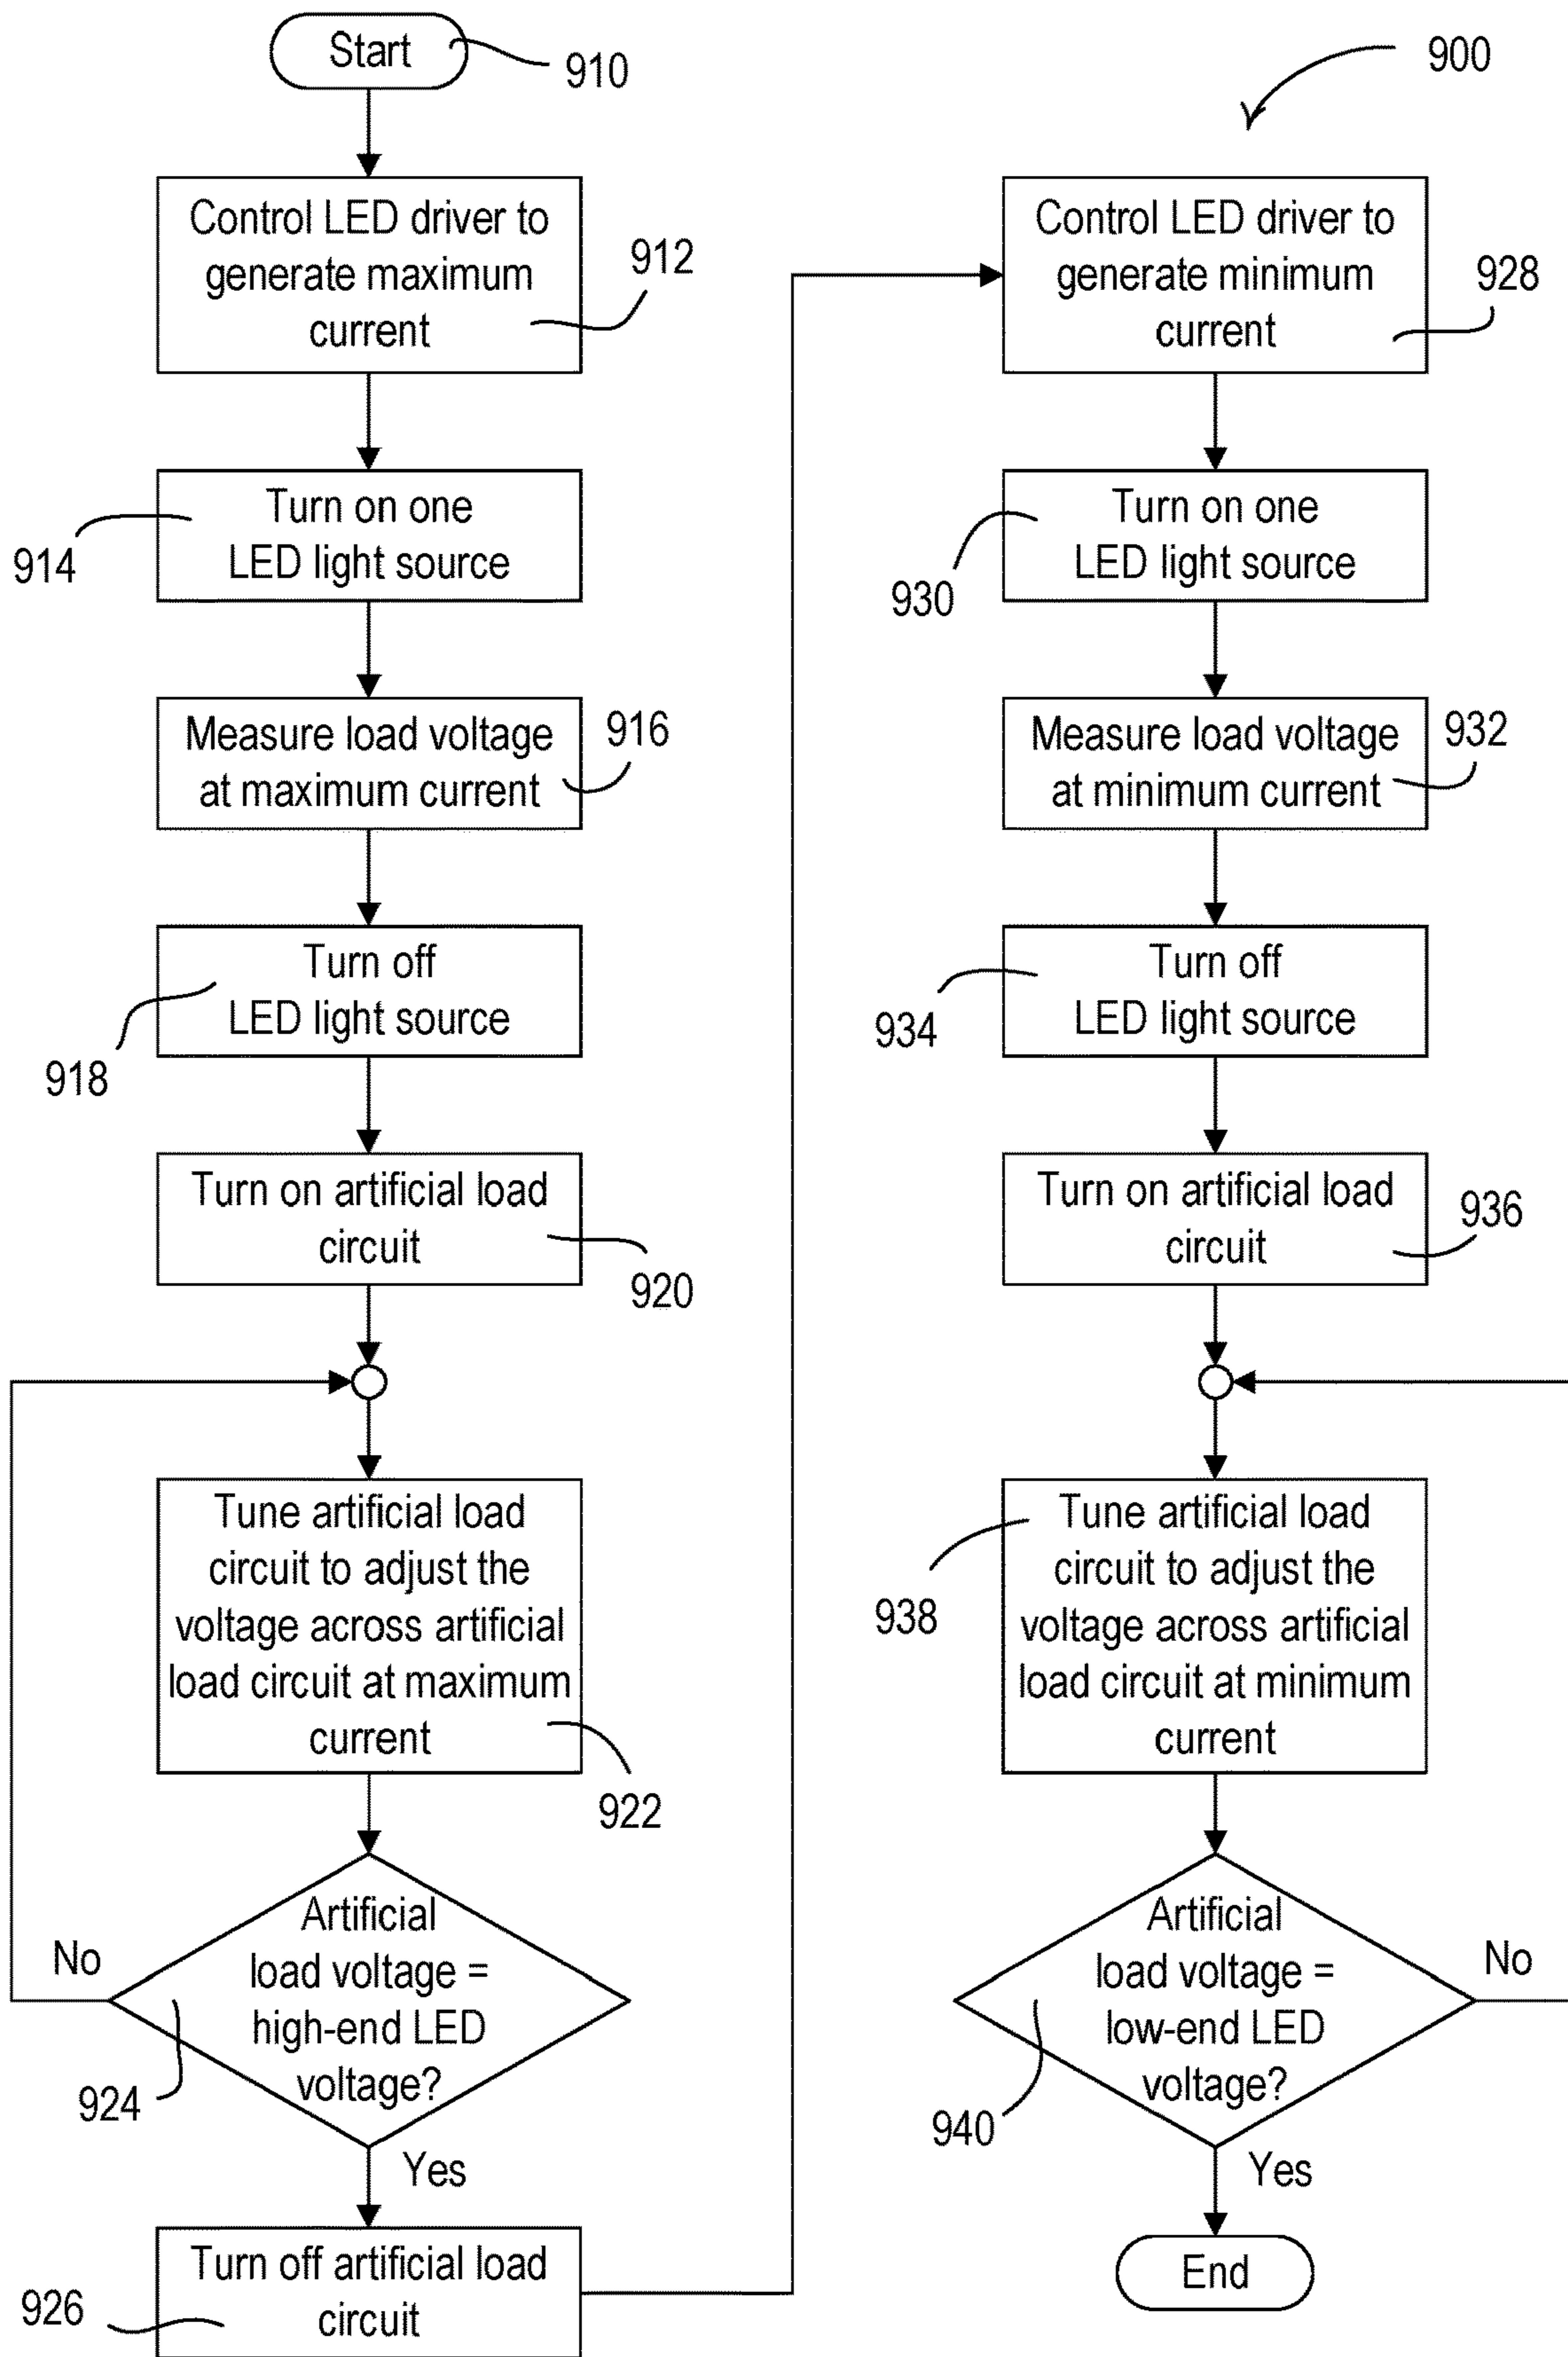 Start
910
Control LED driver to
generate maximum
current
912
Turn on one
LED light source
914
Measure load voltage
at maximum current
916
Turn off
LED light source
918
Turn on artificial load
circuit
920
Tune artificial load
circuit to adjust the
voltage across artificial
load circuit at maximum
current
922
Artificial
load voltage =
high-end LED
voltage?
No
924
Yes
Turn off artificial load
circuit
926
900
Control LED driver to
generate minimum
current
928
Turn on one
LED light source
930
Measure load voltage
at minimum current
932
Turn off
LED light source
934
Turn on artificial load
circuit
936
Tune artificial load
circuit to adjust the
voltage across artificial
load circuit at minimum
current
938
Artificial
load voltage =
low-end LED
voltage?
No
940
Yes
End